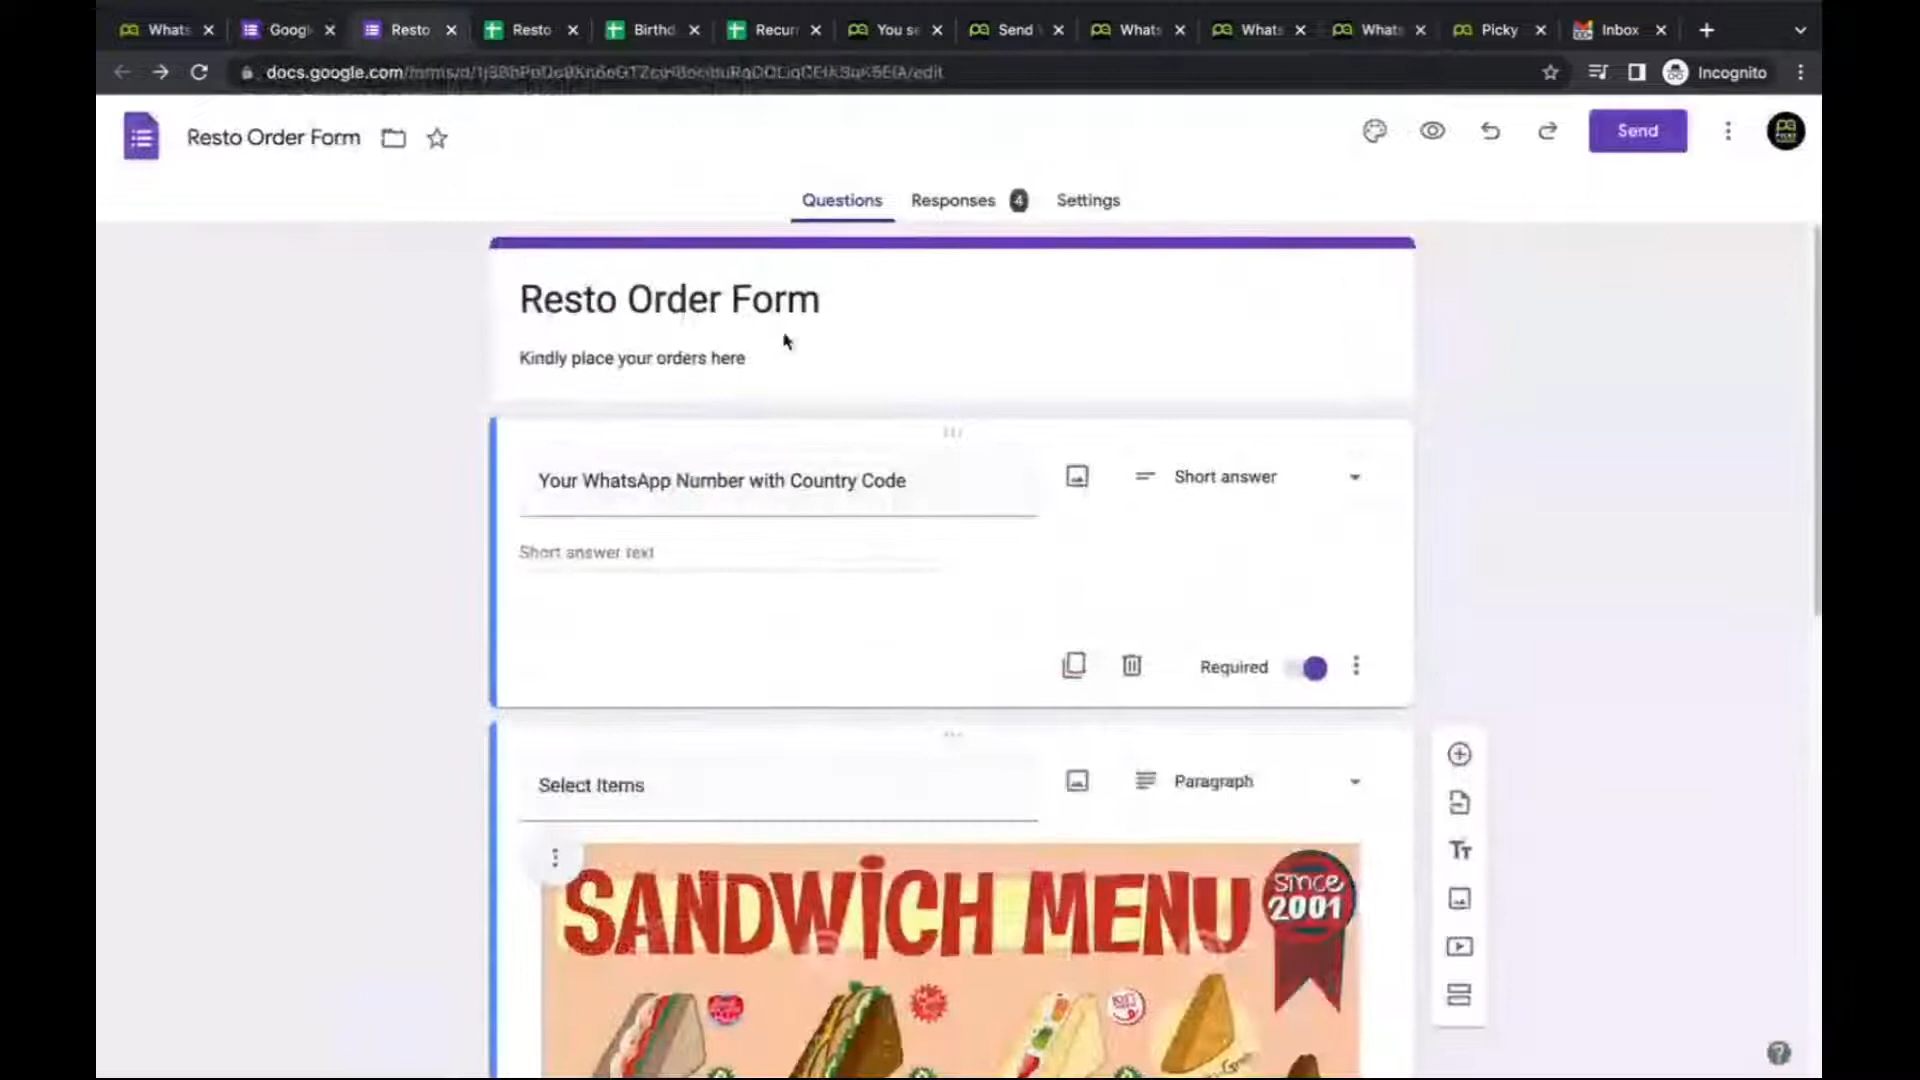 Whats
Googl
Resto
Resto
Birthd
Recurr
You se
Send
Whats
Whats
Whats
Picky
Inbox
docs.google.com
/edit
Incognito
Resto Order Form
Send
Questions
Responses 4
Settings
Resto Order Form
Kindly place your orders here
Your WhatsApp Number with Country Code
Short answer
Short answer text
Required
Select Items
Paragraph
SANDWiCH MENU
since
2001